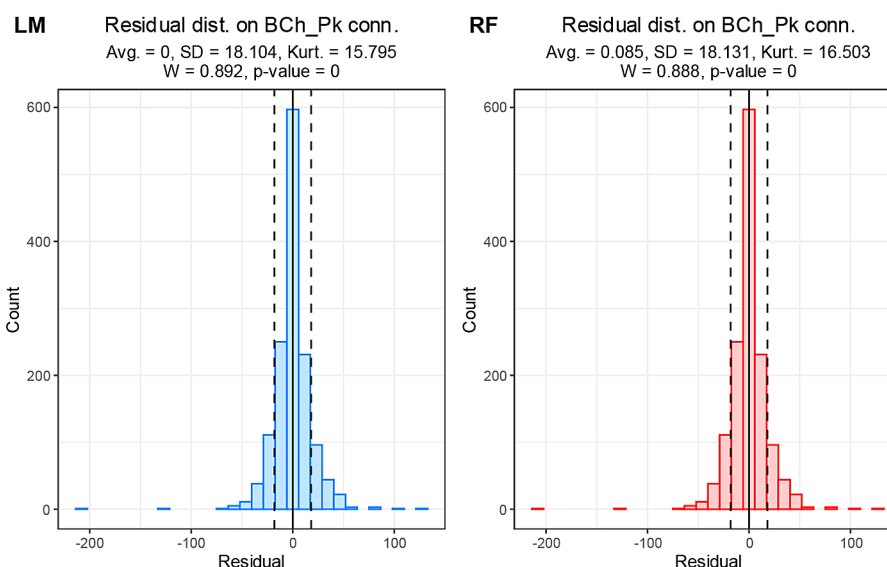 LM
Residual dist. on BCh_Pk conn.
Avg. = 0, SD = 18.104, Kurt. = 15.795
W = 0.892, p-value = 0
600
400
200
0
Count
-200
-100
0
100
Residual
RF
Residual dist. on BCh_Pk conn.
Avg. = 0.085, SD = 18.131, Kurt. = 16.503
W = 0.888, p-value = 0
600
400
200
0
Count
-200
-100
0
100
Residual